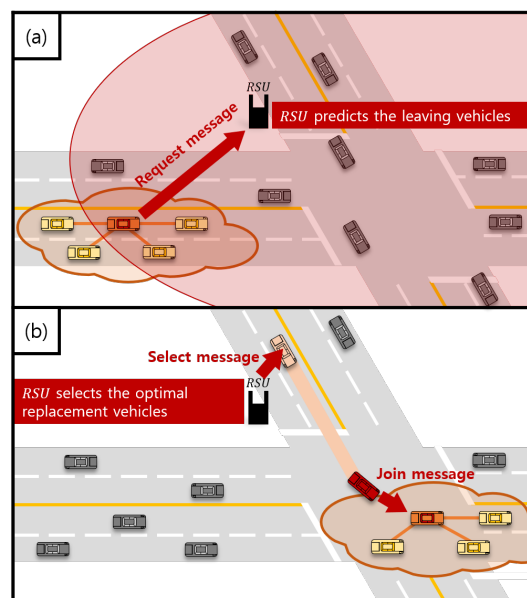 (a)
RSU
RSU predicts the leaving vehicles
Request message
(b)
Select message
RSU
RSU selects the optimal
replacement vehicles
Join message